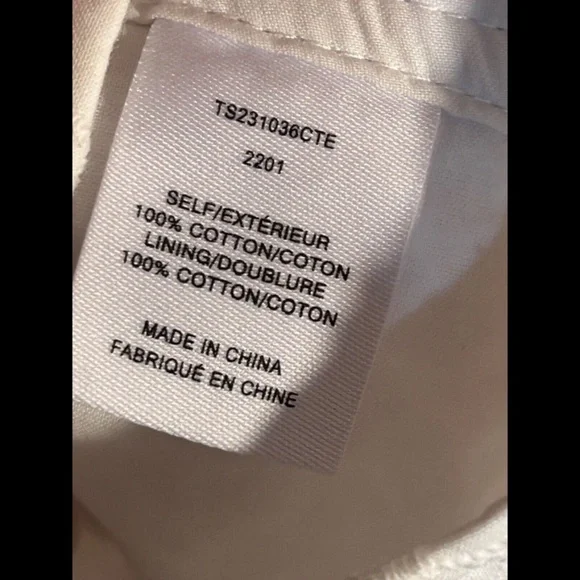 TS231036CTE
2201
SELF/EXTÉRIEUR
100% COTTON/COTON
LINING/DOUBLURE
100% COTTON/COTON
MADE IN CHINA
FABRIQUÉ EN CHINE